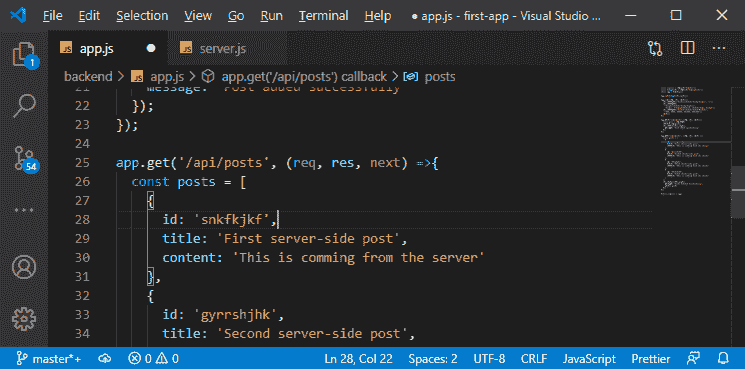 File Edit Selection View Go Run Terminal Help ● app.js - first-app - Visual Studio ...
JS app.js ● JS server.js
1
backend > JS app.js > app.get('/api/posts') callback > posts
21 message: 'Post added successfully'
22 });
23 });
24
25 app.get('/api/posts', (req, res, next) =>{
26 const posts = [
27 {
28 id: 'snkfkjkf',
29 title: 'First server-side post',
30 content: 'This is comming from the server'
31 },
32 {
33 id: 'gyrrshjhk',
34 title: 'Second server-side post',
54
master*+ 0 0 Ln 28, Col 22 Spaces: 2 UTF-8 CRLF JavaScript Prettier